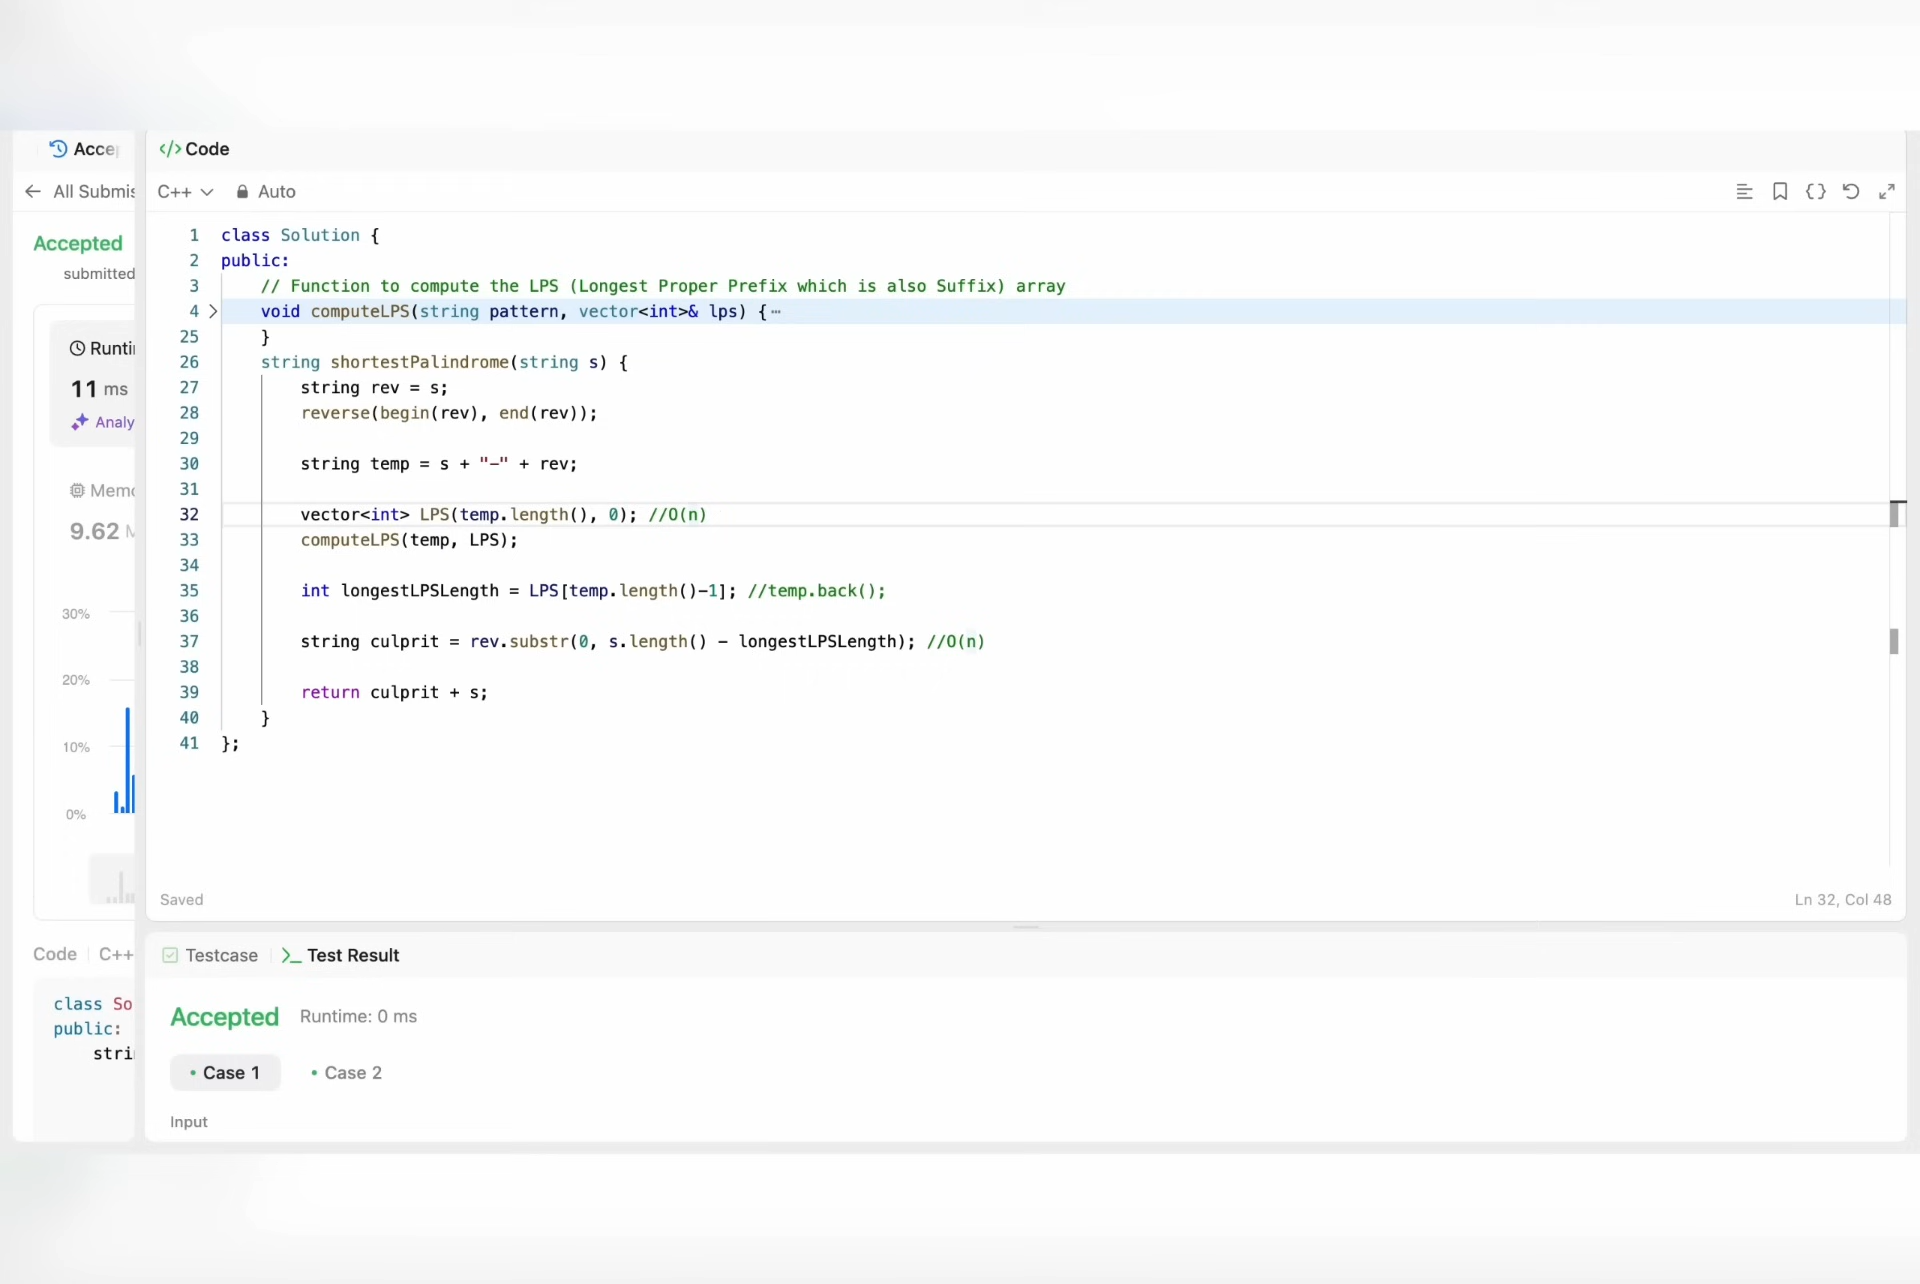 Acce
</> Code
All Submis
C++
Auto
Accepted
submitted
Runti
11 ms
Analy
Memo
9.62 M
30%
20%
10%
0%
Code
C++
class So
public:
stri
1 class Solution {
2 public:
3 // Function to compute the LPS (Longest Proper Prefix which is also Suffix) array
4 void computeLPS(string pattern, vector<int>& lps) {⋯
25 }
26 string shortestPalindrome(string s) {
27 string rev = s;
28 reverse(begin(rev), end(rev));
29
30 string temp = s + "-" + rev;
31
32 vector<int> LPS(temp.length(), 0); //O(n)
33 computeLPS(temp, LPS);
34
35 int longestLPSLength = LPS[temp.length()-1]; //temp.back();
36
37 string culprit = rev.substr(0, s.length() - longestLPSLength); //O(n)
38
39 return culprit + s;
40 }
41 };
Saved
Ln 32, Col 48
Testcase
>_ Test Result
Accepted Runtime: 0 ms
• Case 1 • Case 2
Input